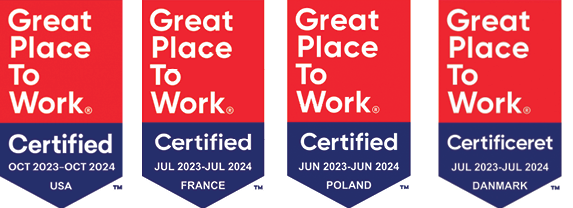 Great
Place
To
Work®
Certified
OCT 2023–OCT 2024
USA
™
Great
Place
To
Work®
Certified
JUL 2023-JUL 2024
FRANCE
™
Great
Place
To
Work®
Certified
JUN 2023-JUN 2024
POLAND
™
Great
Place
To
Work®
Certificeret
JUL 2023-JUL 2024
DANMARK
™